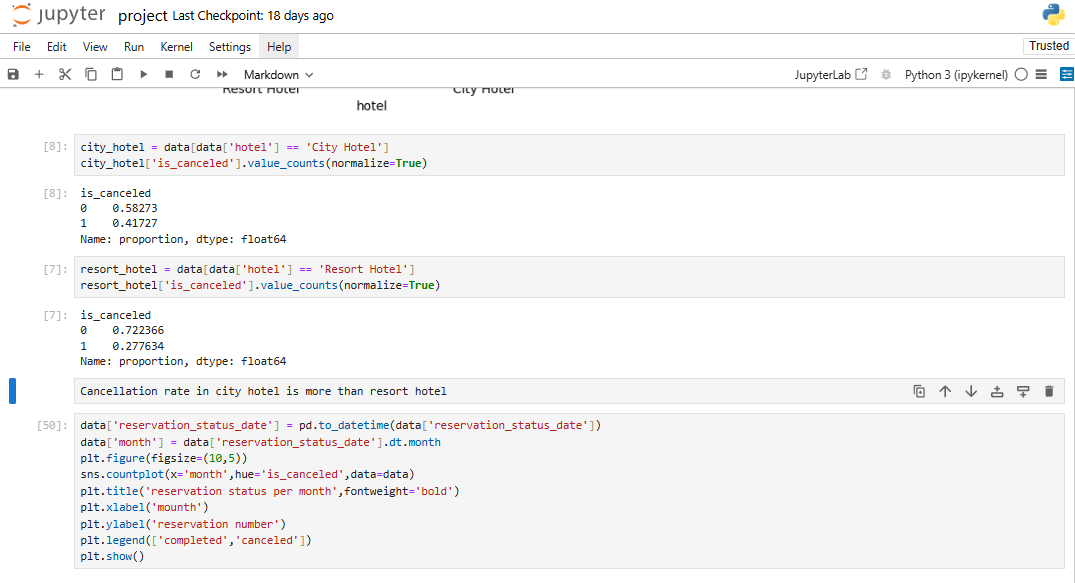 jupyter project Last Checkpoint: 18 days ago
File Edit View Run Kernel Settings Help Trusted
Markdown JupyterLab Python 3 (ipykernel)
Resort Hotel City Hotel
hotel
[8]: city_hotel = data[data['hotel'] == 'City Hotel']
city_hotel['is_canceled'].value_counts(normalize=True)
[8]: is_canceled
0    0.58273
1    0.41727
Name: proportion, dtype: float64
[7]: resort_hotel = data[data['hotel'] == 'Resort Hotel']
resort_hotel['is_canceled'].value_counts(normalize=True)
[7]: is_canceled
0    0.722366
1    0.277634
Name: proportion, dtype: float64
Cancellation rate in city hotel is more than resort hotel
[50]: data['reservation_status_date'] = pd.to_datetime(data['reservation_status_date'])
data['month'] = data['reservation_status_date'].dt.month
plt.figure(figsize=(10,5))
sns.countplot(x='month',hue='is_canceled',data=data)
plt.title('reservation status per month',fontweight='bold')
plt.xlabel('mounth')
plt.ylabel('reservation number')
plt.legend(['completed','canceled'])
plt.show()